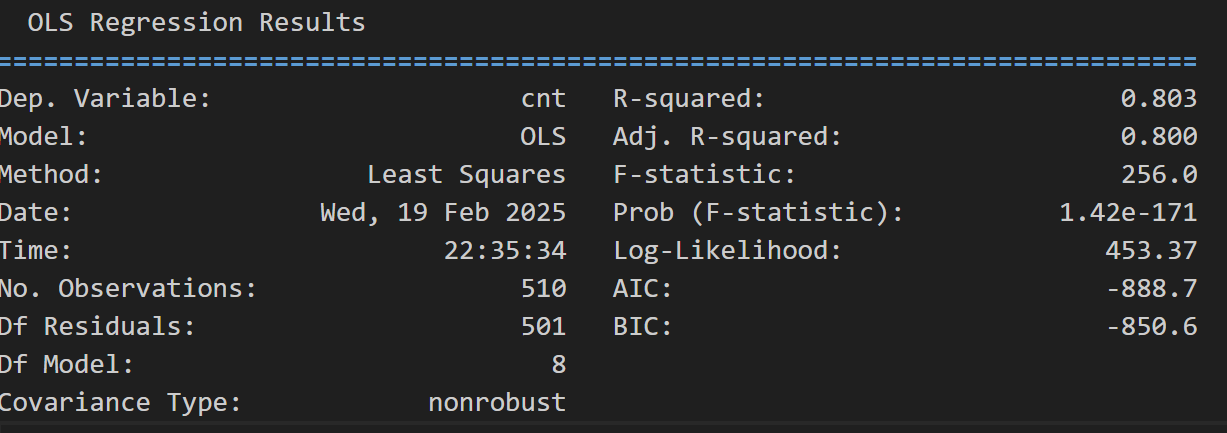 OLS Regression Results
==============================================================================
Dep. Variable: cnt R-squared: 0.803
Model: OLS Adj. R-squared: 0.800
Method: Least Squares F-statistic: 256.0
Date: Wed, 19 Feb 2025 Prob (F-statistic): 1.42e-171
Time: 22:35:34 Log-Likelihood: 453.37
No. Observations: 510 AIC: -888.7
Df Residuals: 501 BIC: -850.6
Df Model: 8
Covariance Type: nonrobust